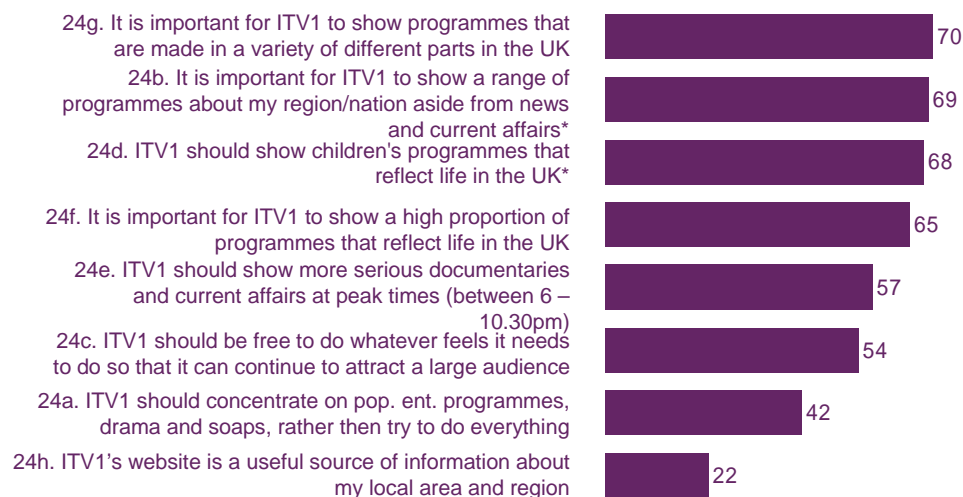 24g. It is important for ITV1 to show programmes that
are made in a variety of different parts in the UK
70
24b. It is important for ITV1 to show a range of
programmes about my region/nation aside from news
and current affairs*
69
24d. ITV1 should show children's programmes that
reflect life in the UK*
68
24f. It is important for ITV1 to show a high proportion of
programmes that reflect life in the UK
65
24e. ITV1 should show more serious documentaries
and current affairs at peak times (between 6 –
10.30pm)
57
24c. ITV1 should be free to do whatever feels it needs
to do so that it can continue to attract a large audience
54
24a. ITV1 should concentrate on pop. ent. programmes,
drama and soaps, rather then try to do everything
42
24h. ITV1’s website is a useful source of information about
my local area and region
22